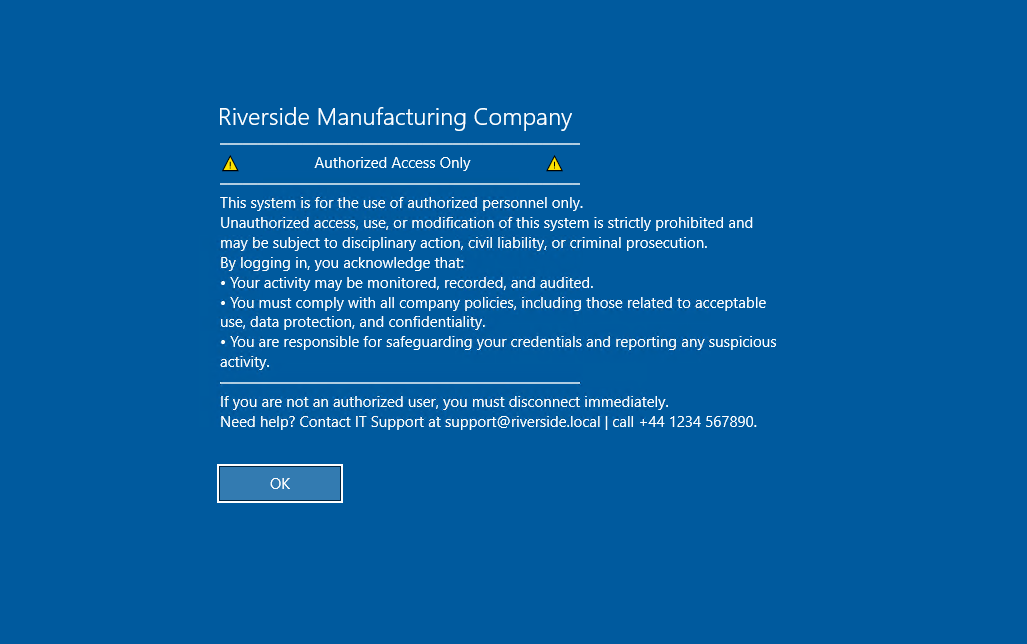 Riverside Manufacturing Company
Authorized Access Only
This system is for the use of authorized personnel only.
Unauthorized access, use, or modification of this system is strictly prohibited and
may be subject to disciplinary action, civil liability, or criminal prosecution.
By logging in, you acknowledge that:
• Your activity may be monitored, recorded, and audited.
• You must comply with all company policies, including those related to acceptable
use, data protection, and confidentiality.
• You are responsible for safeguarding your credentials and reporting any suspicious
activity.
If you are not an authorized user, you must disconnect immediately.
Need help? Contact IT Support at support@riverside.local | call +44 1234 567890.
OK